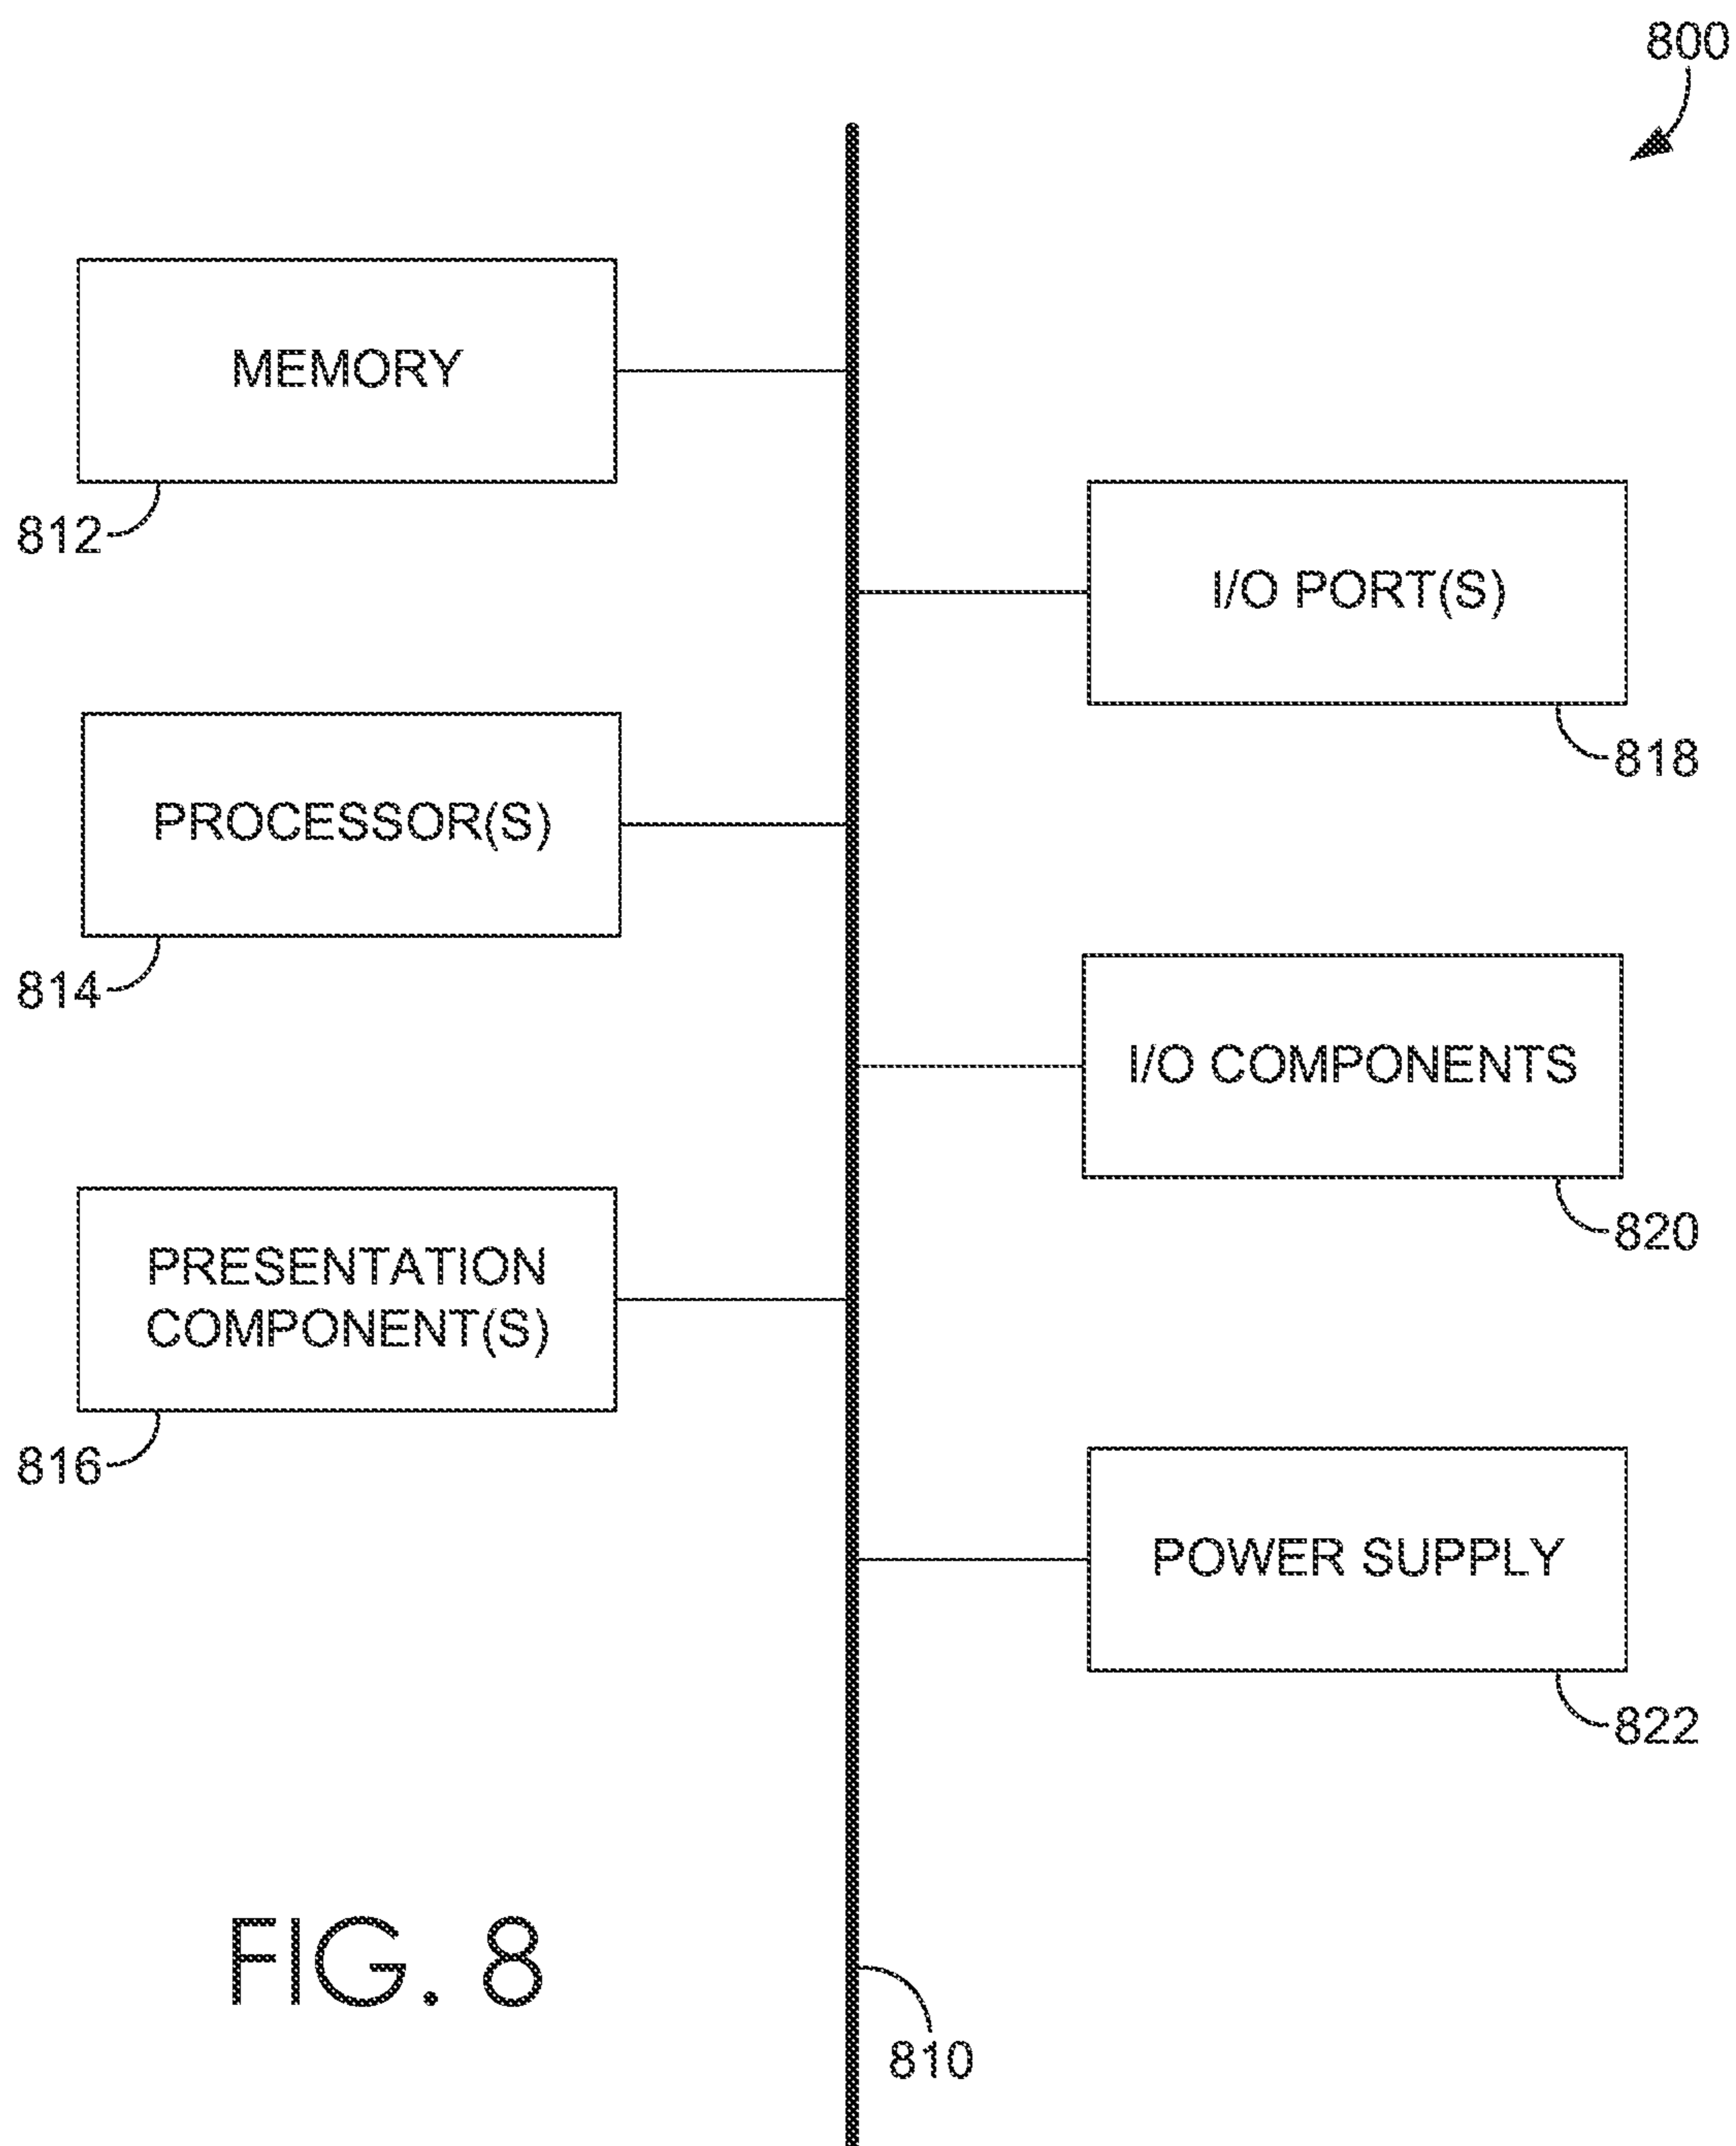 800
MEMORY
812
I/O PORT(S)
818
PROCESSOR(S)
814
I/O COMPONENTS
820
PRESENTATION
COMPONENT(S)
816
POWER SUPPLY
822
FIG. 8
810